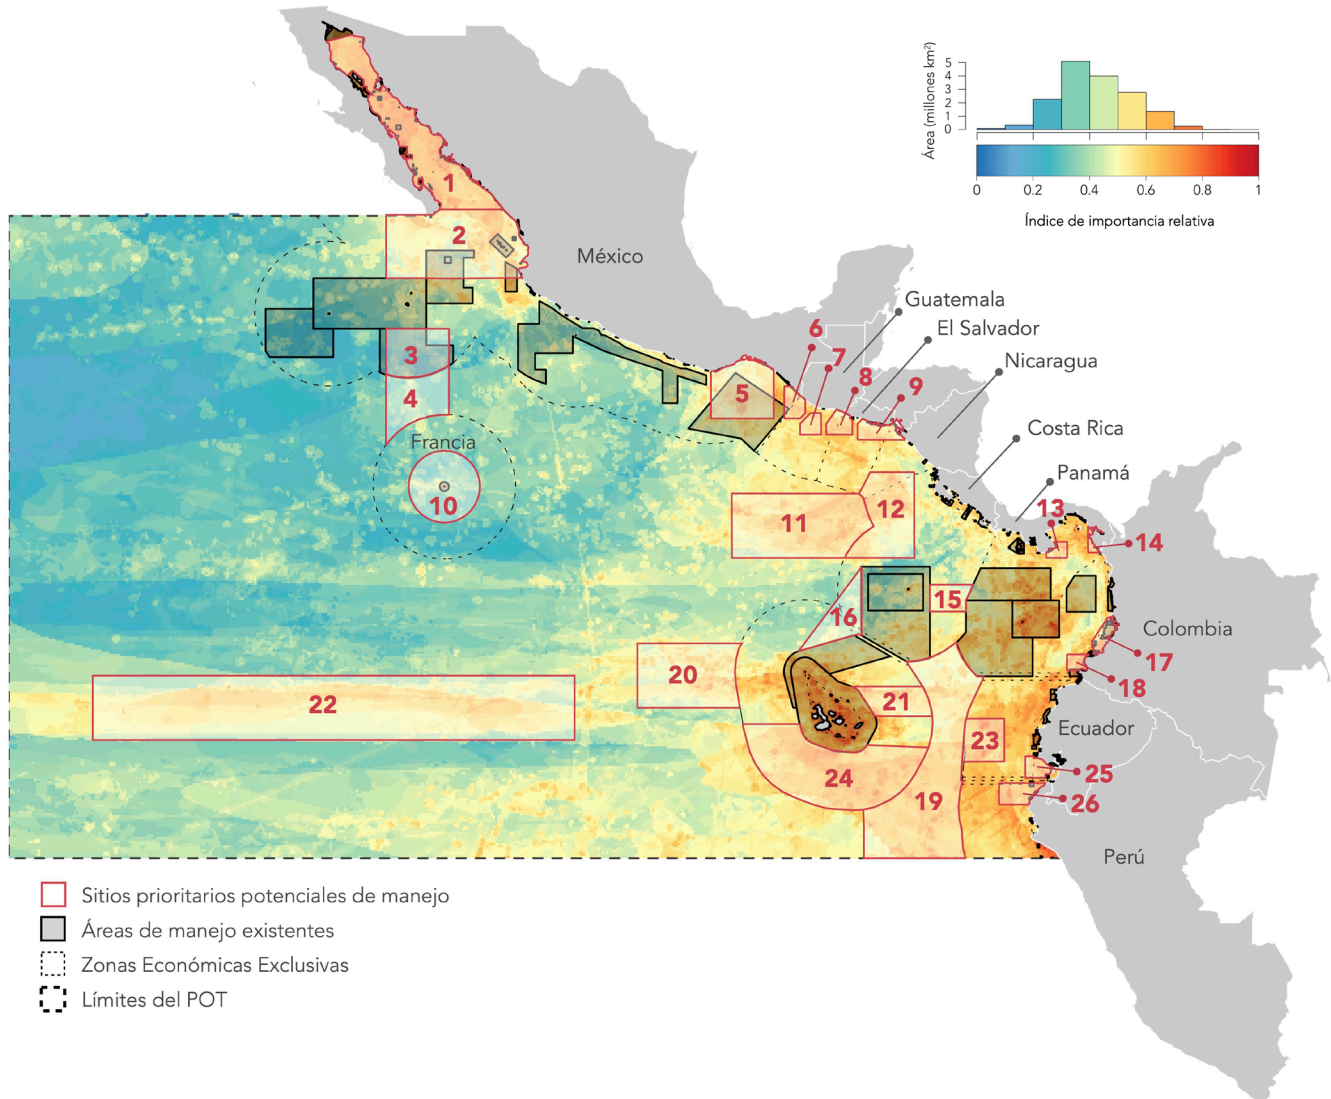 Área (millones km²)
5
4
3
2
1
0
0
0.2
0.4
0.6
0.8
1
Índice de importancia relativa
1
2
México
Guatemala
El Salvador
Nicaragua
Costa Rica
Panamá
3
4
5
6
7
8
9
Francia
10
11
12
13
14
15
16
Colombia
17
18
19
20
21
22
Ecuador
23
24
25
26
Perú
Sitios prioritarios potenciales de manejo
Áreas de manejo existentes
Zonas Económicas Exclusivas
Límites del POT